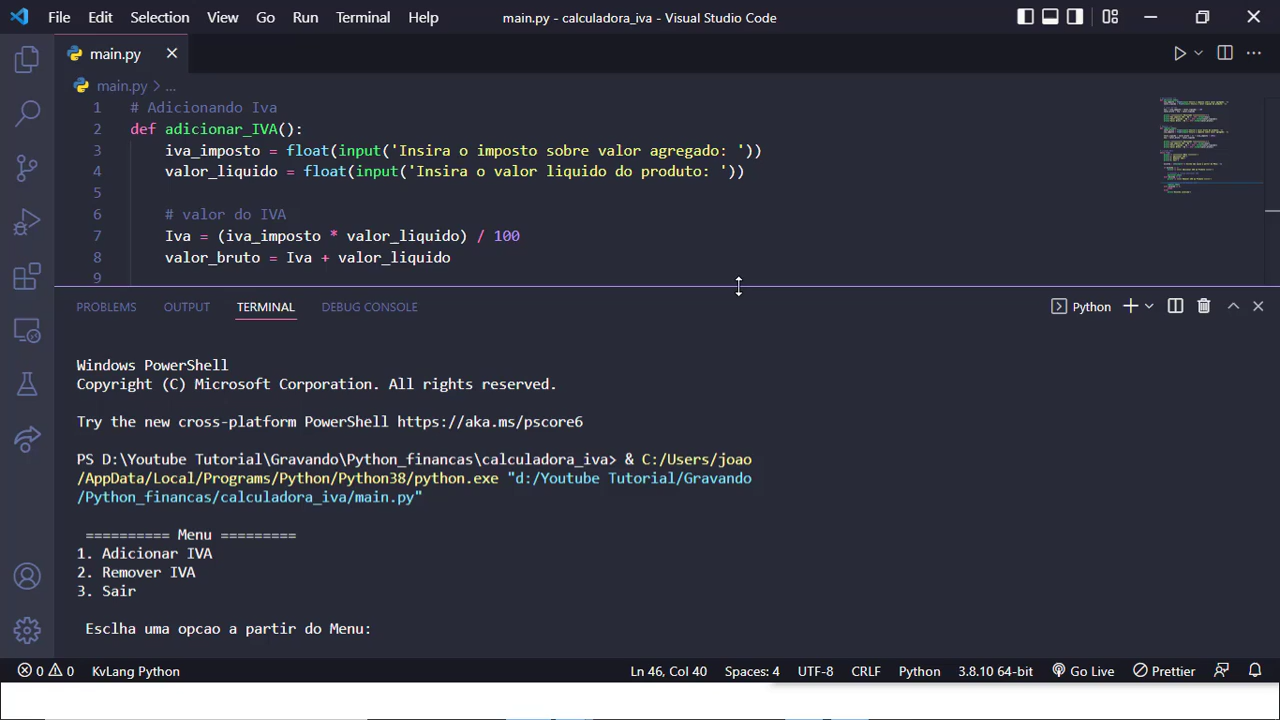 File Edit Selection View Go Run Terminal Help main.py - calculadora_iva - Visual Studio Code
main.py
main.py > ...
1 # Adicionando Iva
2 def adicionar_IVA():
3 iva_imposto = float(input('Insira o imposto sobre valor agregado: '))
4 valor_liquido = float(input('Insira o valor liquido do produto: '))
5
6 # valor do IVA
7 Iva = (iva_imposto * valor_liquido) / 100
8 valor_bruto = Iva + valor_liquido
9
PROBLEMS OUTPUT TERMINAL DEBUG CONSOLE Python
Windows PowerShell
Copyright (C) Microsoft Corporation. All rights reserved.
Try the new cross-platform PowerShell https://aka.ms/pscore6
PS D:\Youtube Tutorial\Gravando\Python_financas\calculadora_iva> & C:/Users/joao
/AppData/Local/Programs/Python/Python38/python.exe "d:/Youtube Tutorial/Gravando
/Python_financas/calculadora_iva/main.py"
========== Menu =========
1. Adicionar IVA
2. Remover IVA
3. Sair
Esclha uma opcao a partir do Menu:
0 0 KvLang Python Ln 46, Col 40 Spaces: 4 UTF-8 CRLF Python 3.8.10 64-bit Go Live Prettier